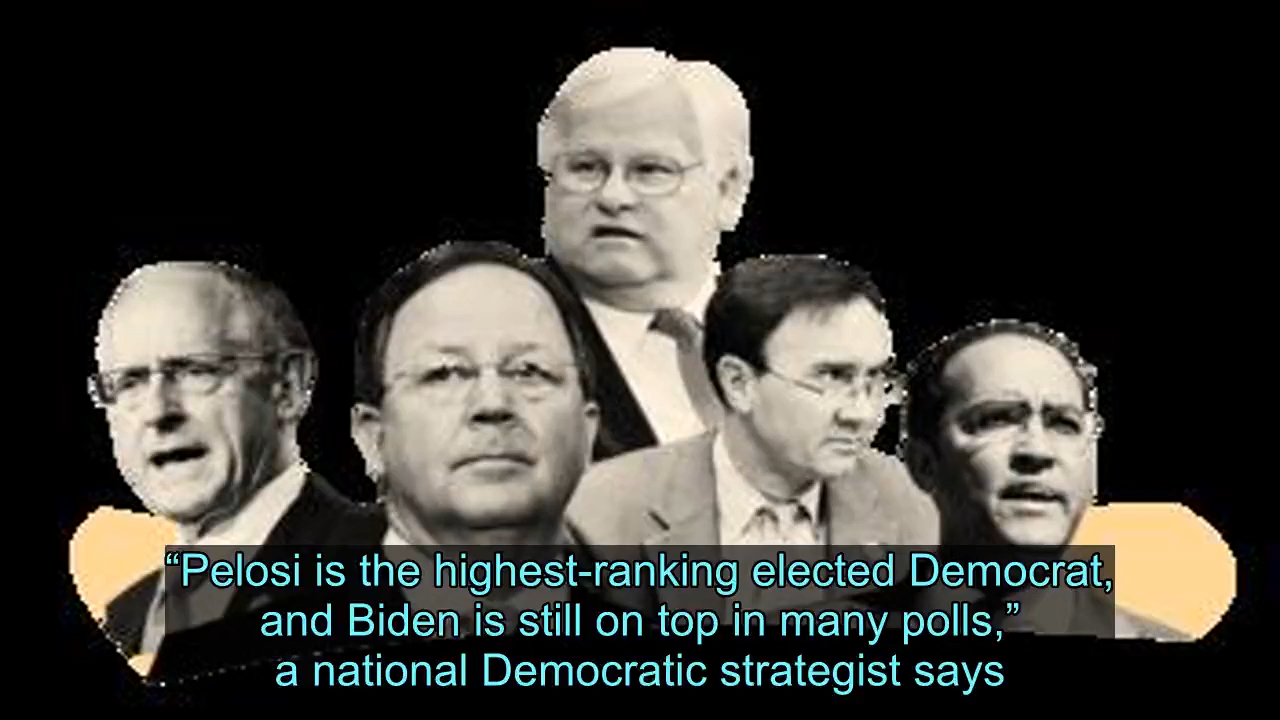 “Pelosi is the highest-ranking elected Democrat,
and Biden is still on top in many polls,”
a national Democratic strategist says